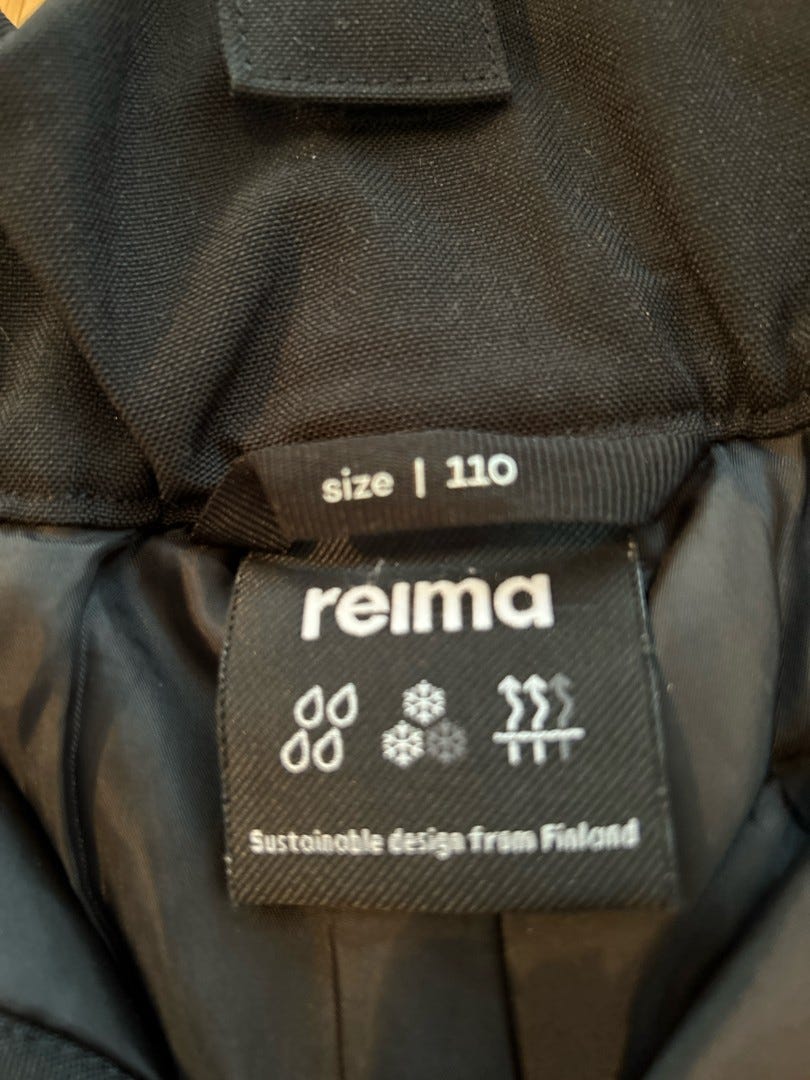 size | 110
reima
Sustainable design from Finland